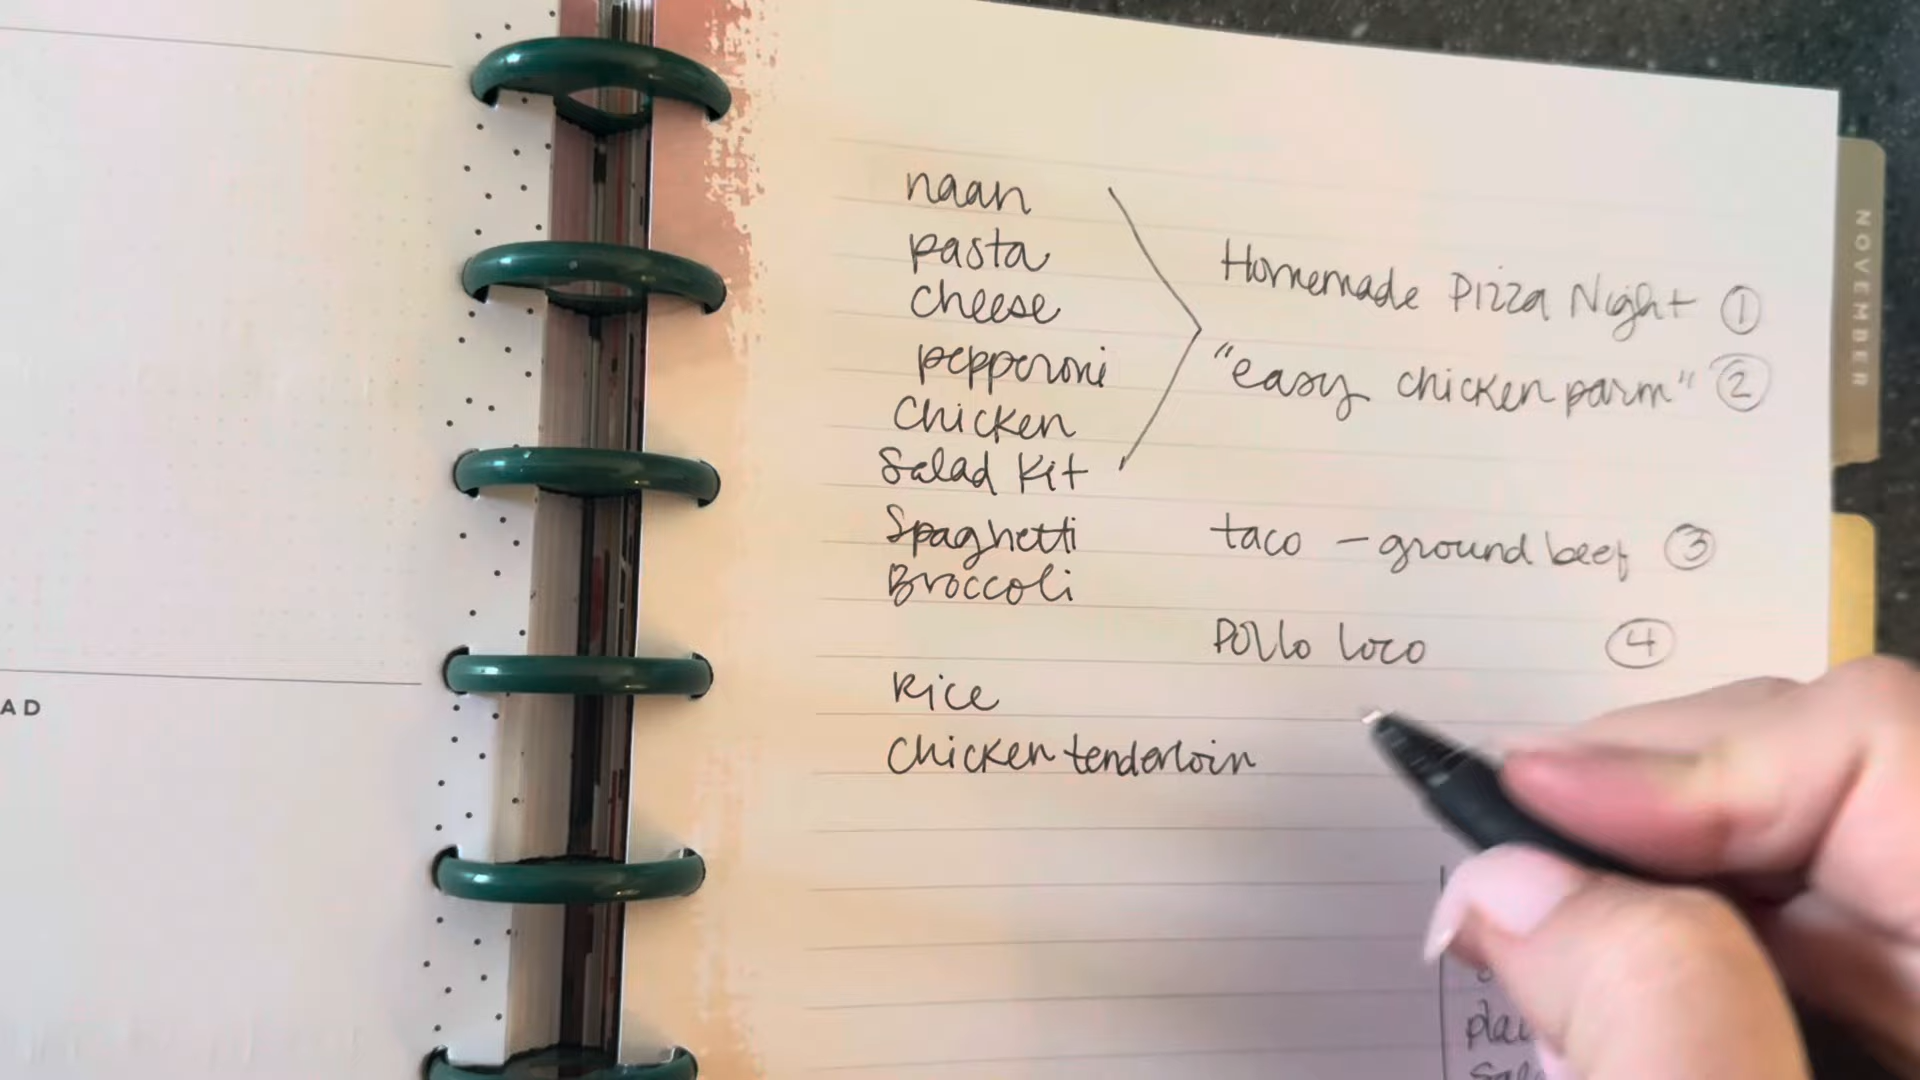 naan
pasta
cheese
pepperoni
Chicken
Salad Kit
Spaghetti
Broccoli
Rice
Chicken tenderloin
Homemade Pizza Night ①
"easy chicken parm" ②
taco - ground beef ③
Pollo loco ④
NOVEMBER
AD